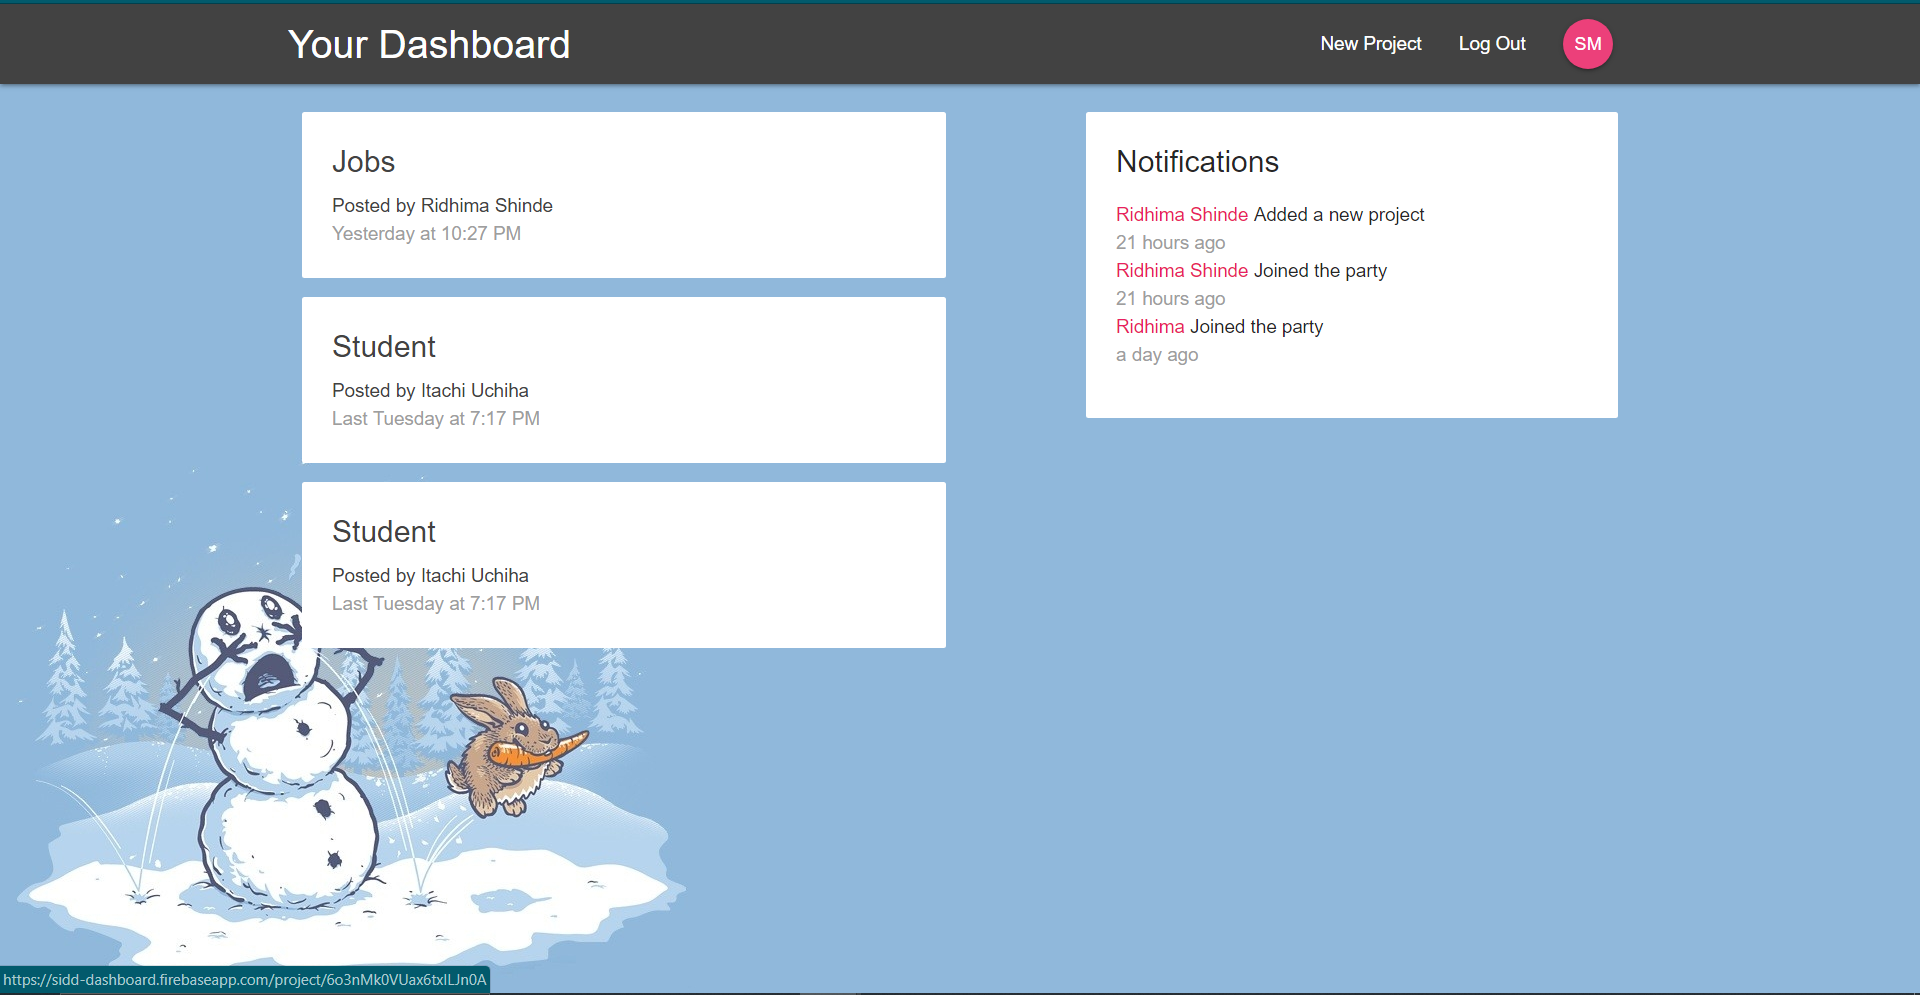 Your Dashboard
New Project
Log Out
SM
Jobs
Posted by Ridhima Shinde
Yesterday at 10:27 PM
Student
Posted by Itachi Uchiha
Last Tuesday at 7:17 PM
Student
Posted by Itachi Uchiha
Last Tuesday at 7:17 PM
Notifications
Ridhima Shinde Added a new project
21 hours ago
Ridhima Shinde Joined the party
21 hours ago
Ridhima Joined the party
a day ago
https://sidd-dashboard.firebaseapp.com/project/6o3nMk0VUax6txlLJn0A